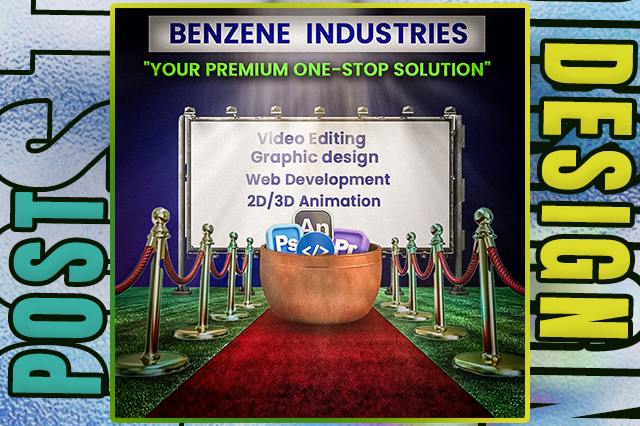 POST
BENZENE INDUSTRIES
"YOUR PREMIUM ONE-STOP SOLUTION"
Video Editing
Graphic design
Web Development
2D/3D Animation
An
Ps </> Pr
DESIGN